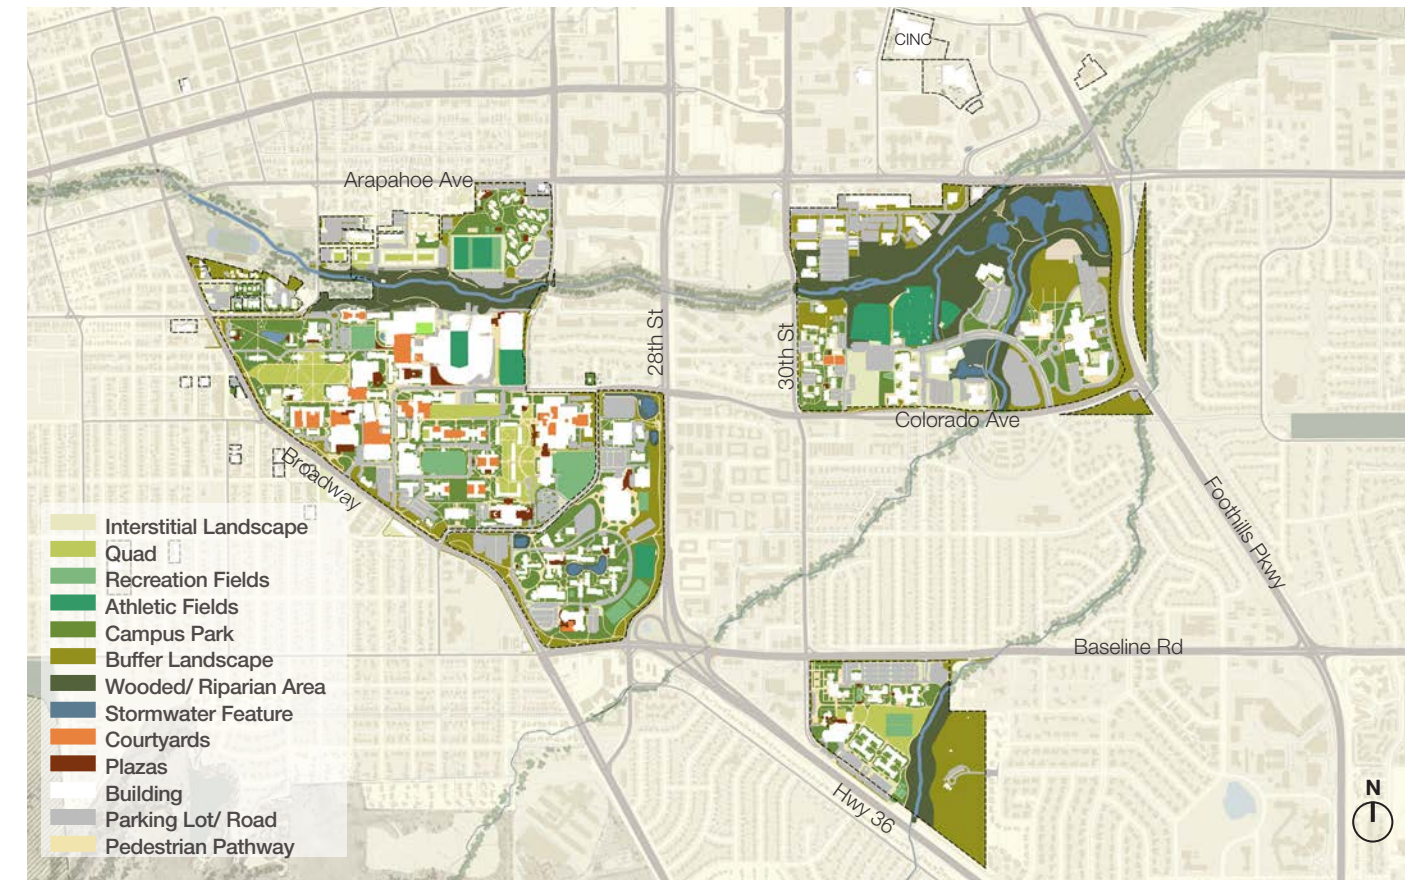 CINC
Arapahoe Ave
28th St
30th St
Colorado Ave
Broadway
Foothills Pkwy
Interstitial Landscape
Quad
Recreation Fields
Athletic Fields
Campus Park
Buffer Landscape
Wooded/ Riparian Area
Stormwater Feature
Courtyards
Plazas
Building
Parking Lot/ Road
Pedestrian Pathway
Baseline Rd
Hwy 36
N